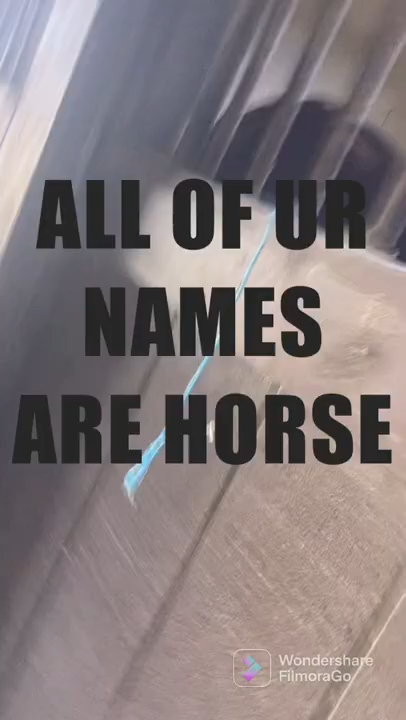 ALL OF UR
NAMES
ARE HORSE
Wondershare
FilmoraGo